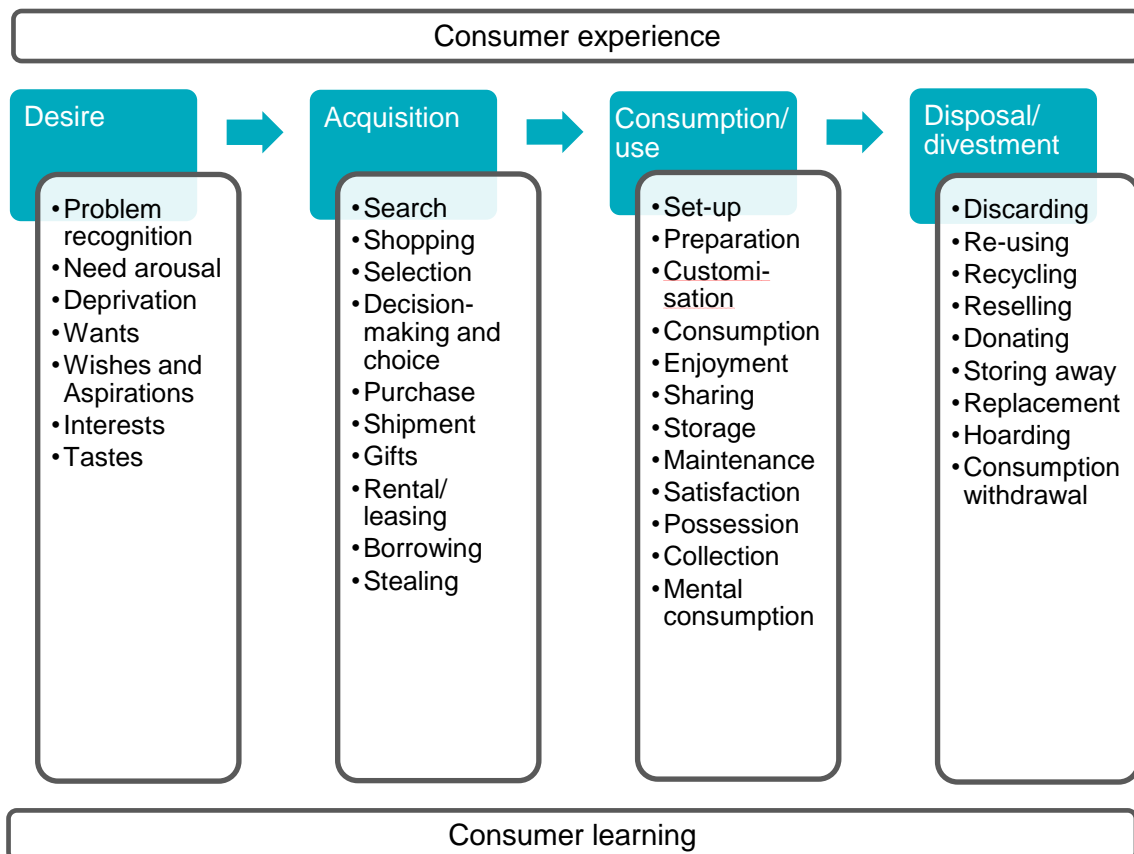 Consumer experience
Desire
• Problem
recognition
• Need arousal
• Deprivation
• Wants
• Wishes and
Aspirations
• Interests
• Tastes
Acquisition
• Search
• Shopping
• Selection
• Decision-
making and
choice
• Purchase
• Shipment
• Gifts
• Rental/
leasing
• Borrowing
• Stealing
Consumption/
use
• Set-up
• Preparation
• Customi-
sation
• Consumption
• Enjoyment
• Sharing
• Storage
• Maintenance
• Satisfaction
• Possession
• Collection
• Mental
consumption
Disposal/
divestment
• Discarding
• Re-using
• Recycling
• Reselling
• Donating
• Storing away
• Replacement
• Hoarding
• Consumption
withdrawal
Consumer learning